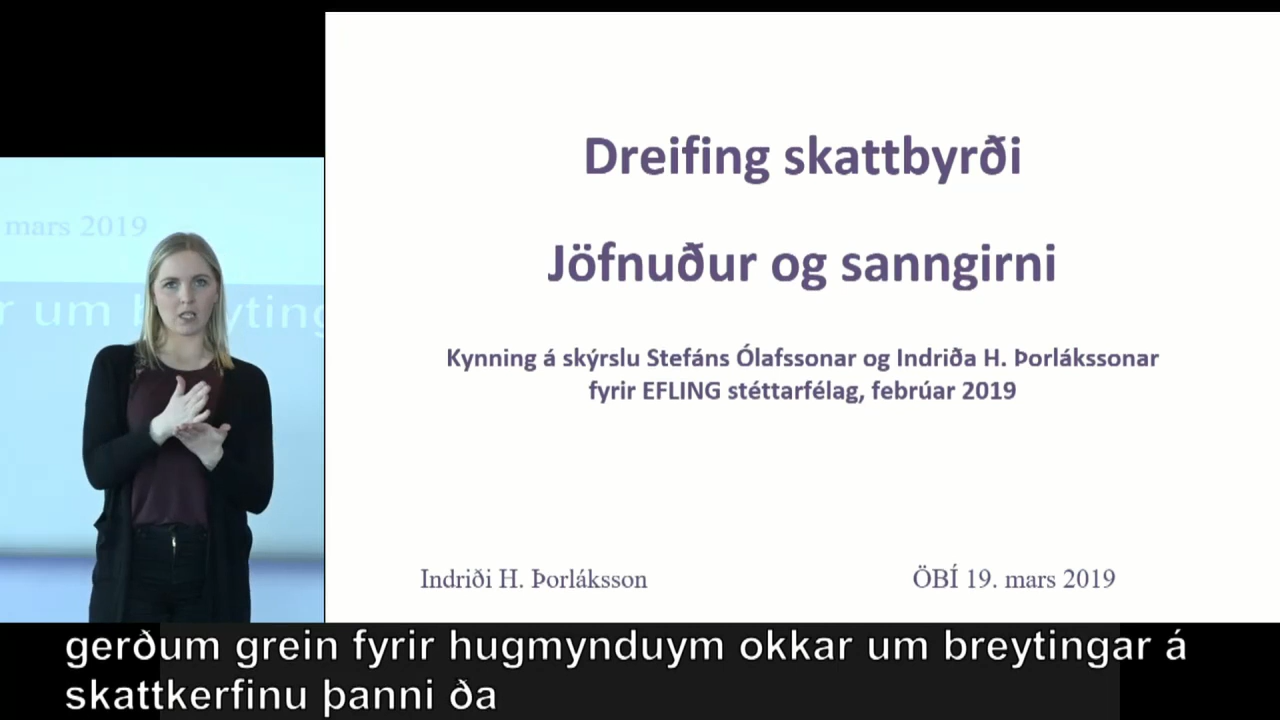 Dreifing skattbyrði
Jöfnuður og sanngirni
Kynning á skýrslu Stefáns Ólafssonar og Indriða H. Þorlákssonar
fyrir EFLING stéttarfélag, febrúar 2019
Indriði H. Þorláksson
ÖBÍ 19. mars 2019
mars 2019
r um breyting
gerðum grein fyrir hugmynduym okkar um breytingar á
skattkerfinu þanni ða